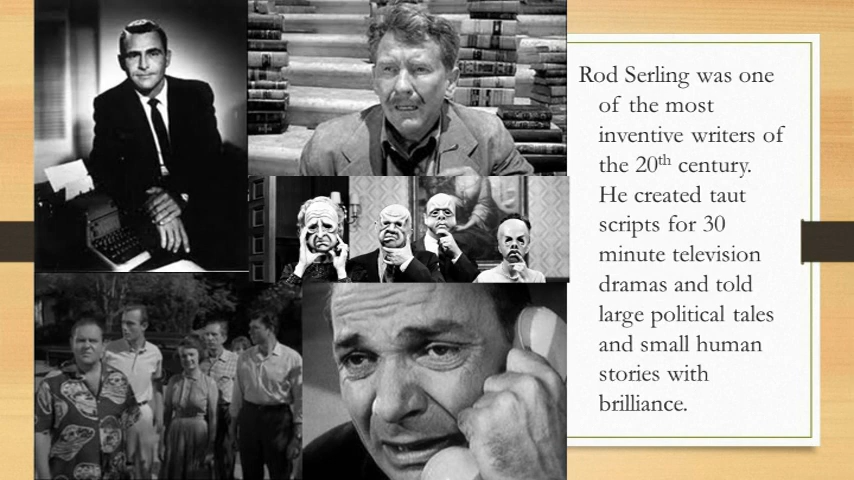 Rod Serling was one
of the most
inventive writers of
the 20th century.
He created taut
scripts for 30
minute television
dramas and told
large political tales
and small human
stories with
brilliance.